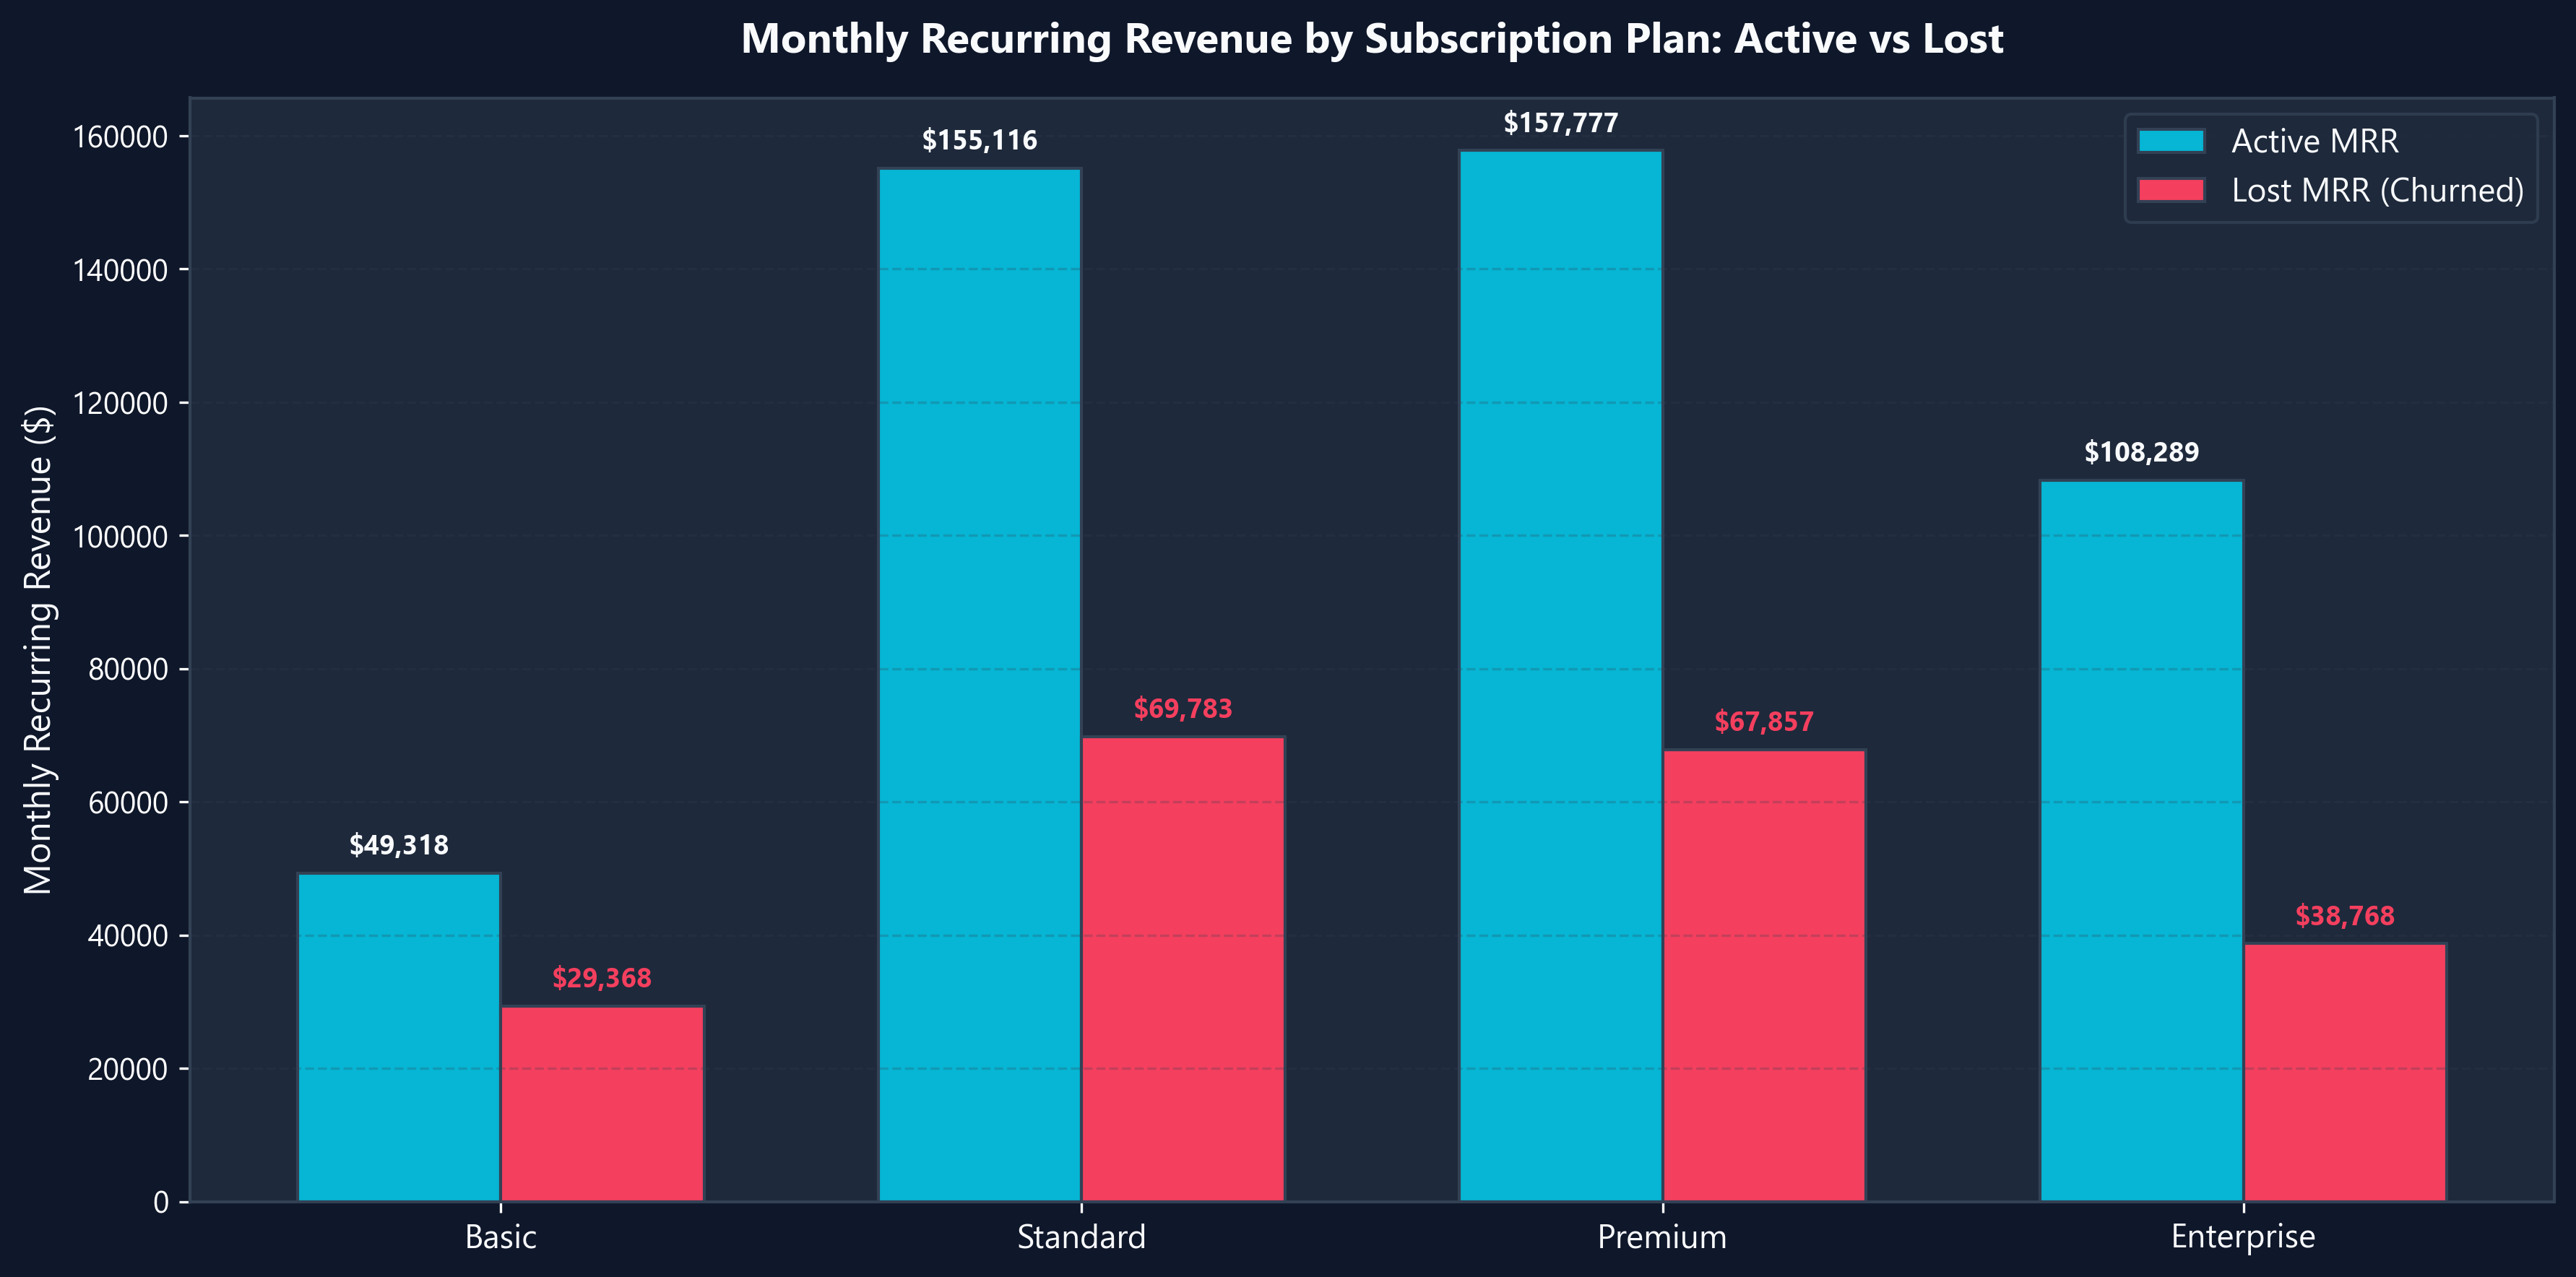 Monthly Recurring Revenue by Subscription Plan: Active vs Lost
Active MRR
Lost MRR (Churned)
Monthly Recurring Revenue ($)
160000
140000
120000
100000
80000
60000
40000
20000
0
$49,318
$29,368
$155,116
$69,783
$157,777
$67,857
$108,289
$38,768
Basic
Standard
Premium
Enterprise